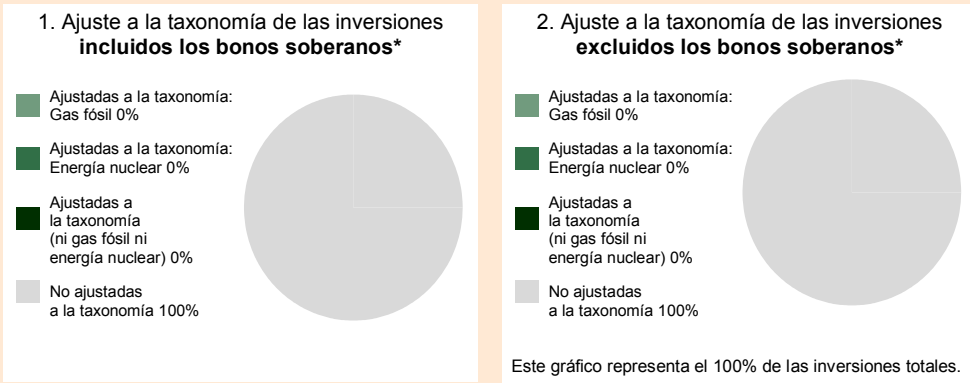 1. Ajuste a la taxonomía de las inversiones
incluidos los bonos soberanos*
Ajustadas a la taxonomía:
Gas fósil 0%
Ajustadas a la taxonomía:
Energía nuclear 0%
Ajustadas a
la taxonomía
(ni gas fósil ni
energía nuclear) 0%
No ajustadas
a la taxonomía 100%
2. Ajuste a la taxonomía de las inversiones
excluidos los bonos soberanos*
Ajustadas a la taxonomía:
Gas fósil 0%
Ajustadas a la taxonomía:
Energía nuclear 0%
Ajustadas a
la taxonomía
(ni gas fósil ni
energía nuclear) 0%
No ajustadas
a la taxonomía 100%
Este gráfico representa el 100% de las inversiones totales.